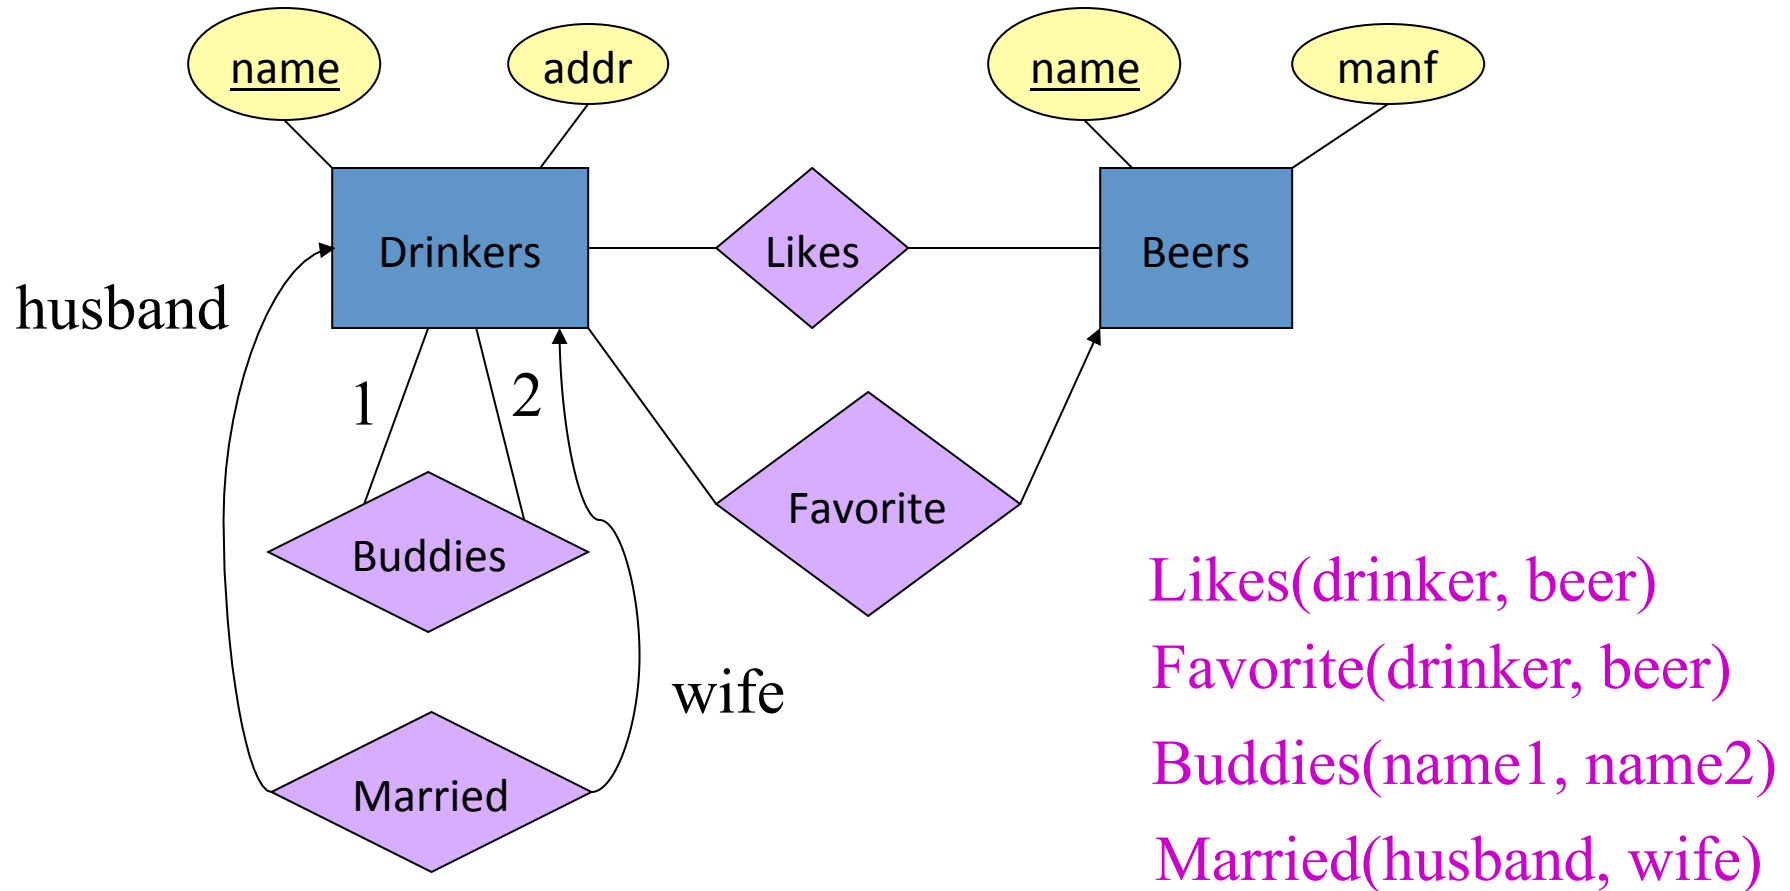 name
addr
name
manf
Drinkers
Likes
Beers
husband
1
2
Favorite
Buddies
wife
Married
Likes(drinker, beer)
Favorite(drinker, beer)
Buddies(name1, name2)
Married(husband, wife)